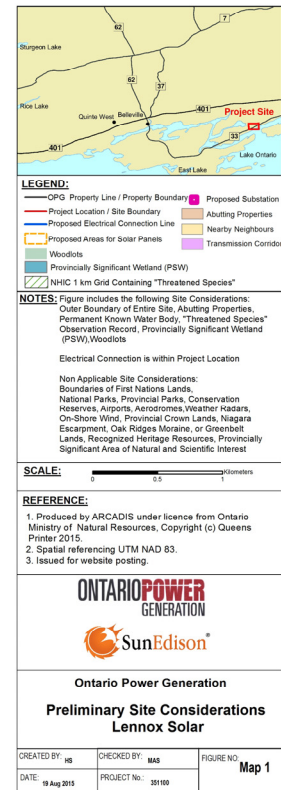 7
62
Sturgeon Lake
62
37
401
Rice Lake
Quinte West
Belleville
Project Site
33
401
Lake Ontario
East Lake
LEGEND:
OPG Property Line / Property Boundary
Proposed Substation
Project Location / Site Boundary
Abutting Properties
Proposed Electrical Connection Line
Nearby Neighbours
Proposed Areas for Solar Panels
Transmission Corridor
Woodlots
Provincially Significant Wetland (PSW)
NHIC 1 km Grid Containing "Threatened Species"
NOTES: Figure includes the following Site Considerations:
Outer Boundary of Entire Site, Abutting Properties,
Permanent Known Water Body, "Threatened Species"
Observation Record, Provincially Significant Wetland
(PSW),Woodlots
Electrical Connection is within Project Location
Non Applicable Site Considerations:
Boundaries of First Nations Lands,
National Parks, Provincial Parks, Conservation
Reserves, Airports, Aerodromes,Weather Radars,
On-Shore Wind, Provincial Crown Lands, Niagara
Escarpment, Oak Ridges Moraine, or Greenbelt
Lands, Recognized Heritage Resources, Provincially
Significant Area of Natural and Scientific Interest
SCALE:
Kilometers
0 0.5 1
REFERENCE:
1. Produced by ARCADIS under licence from Ontario
Ministry of Natural Resources, Copyright (c) Queens
Printer 2015.
2. Spatial referencing UTM NAD 83.
3. Issued for website posting.
ONTARIOPOWER
GENERATION
SunEdison®
Ontario Power Generation
Preliminary Site Considerations
Lennox Solar
CREATED BY: HS
CHECKED BY: MAS
FIGURE NO: Map 1
DATE: 19 Aug 2015
PROJECT No.: 351100